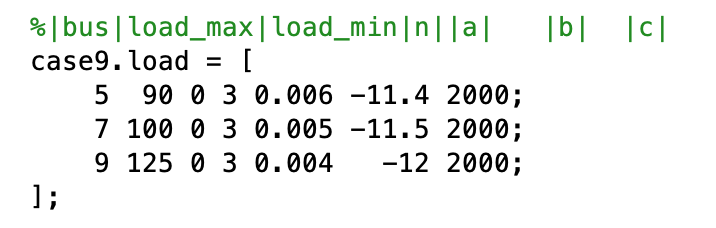 %|bus|load_max|load_min|n||a|   |b|  |c|
case9.load = [
    5  90 0 3 0.006 -11.4 2000;
    7 100 0 3 0.005 -11.5 2000;
    9 125 0 3 0.004   -12 2000;
];